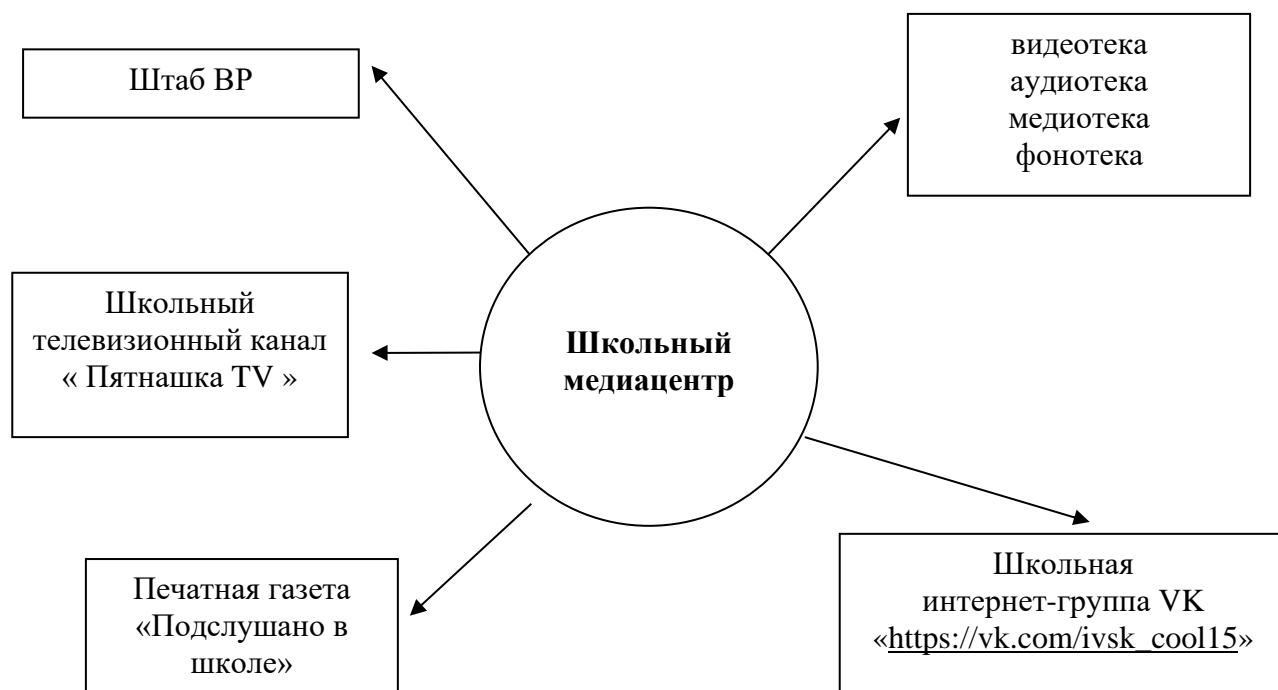 Штаб ВР
видеотека
аудиотека
медиотека
фонотека
Школьный
телевизионный канал
« Пятнашка TV »
Школьный
медиацентр
Печатная газета
«Подслушано в
школе»
Школьная
интернет-группа VK
«https://vk.com/ivsk_cool15»